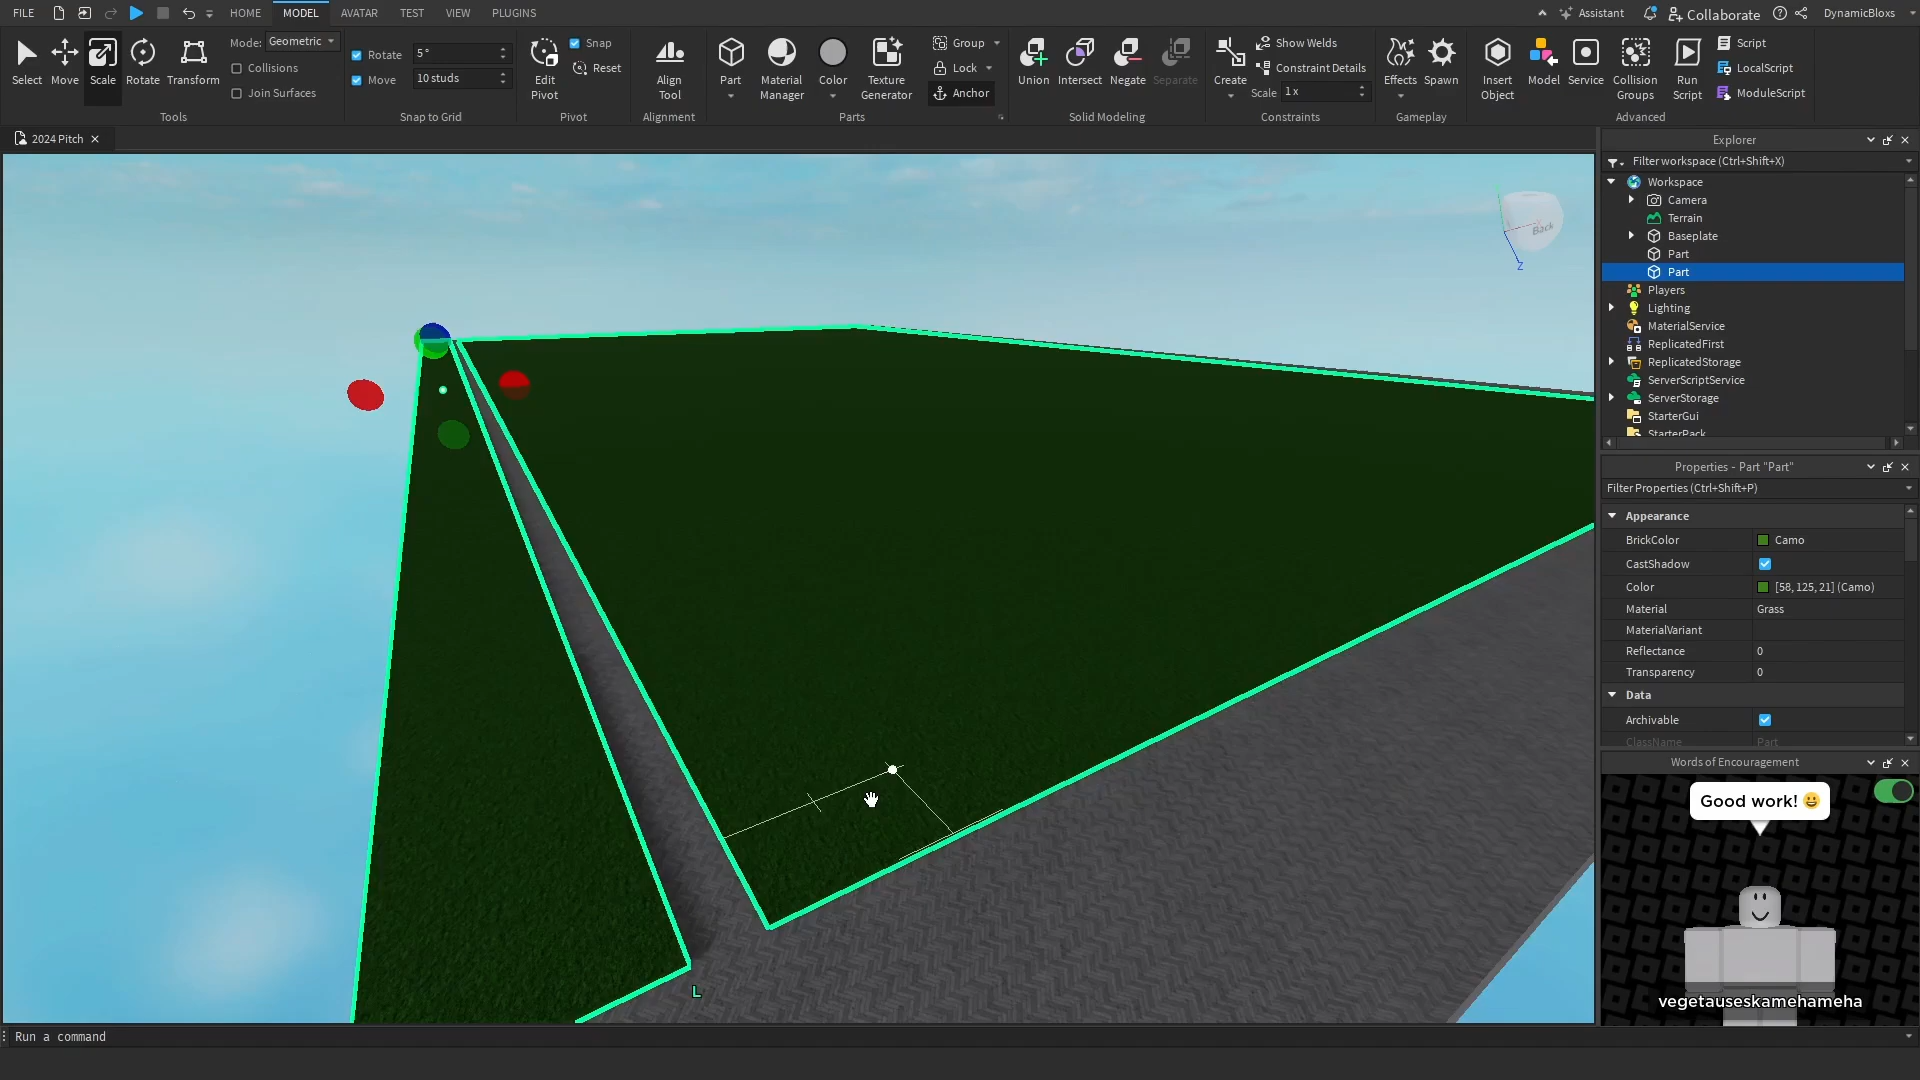 FILE HOME MODEL AVATAR TEST VIEW PLUGINS Assistant Collaborate DynamicBloxs
Select Move Scale Rotate Transform
Mode: Geometric
Collisions
Join Surfaces
Tools
Rotate 5°
Move 10 studs
Snap to Grid
Edit Pivot
Snap
Reset
Pivot
Align Tool
Alignment
Part
Material Manager
Color
Texture Generator
Group
Lock
Anchor
Parts
Union Intersect Negate Separate
Solid Modeling
Create
Show Welds
Constraint Details
Scale 1x
Constraints
Effects Spawn
Gameplay
Insert Object
Model
Service
Collision Groups
Run Script
Script
LocalScript
ModuleScript
Advanced
2024 Pitch
Back
Z
L
Explorer
Filter workspace (Ctrl+Shift+X)
Workspace
Camera
Terrain
Baseplate
Part
Part
Players
Lighting
MaterialService
ReplicatedFirst
ReplicatedStorage
ServerScriptService
ServerStorage
StarterGui
StarterPack
Properties - Part "Part"
Filter Properties (Ctrl+Shift+P)
Appearance
BrickColor Camo
CastShadow
Color [58, 125, 21] (Camo)
Material Grass
MaterialVariant
Reflectance 0
Transparency 0
Data
Archivable
ClassName Part
Words of Encouragement
Good work! 😀
vegetauseskamehameha
Run a command